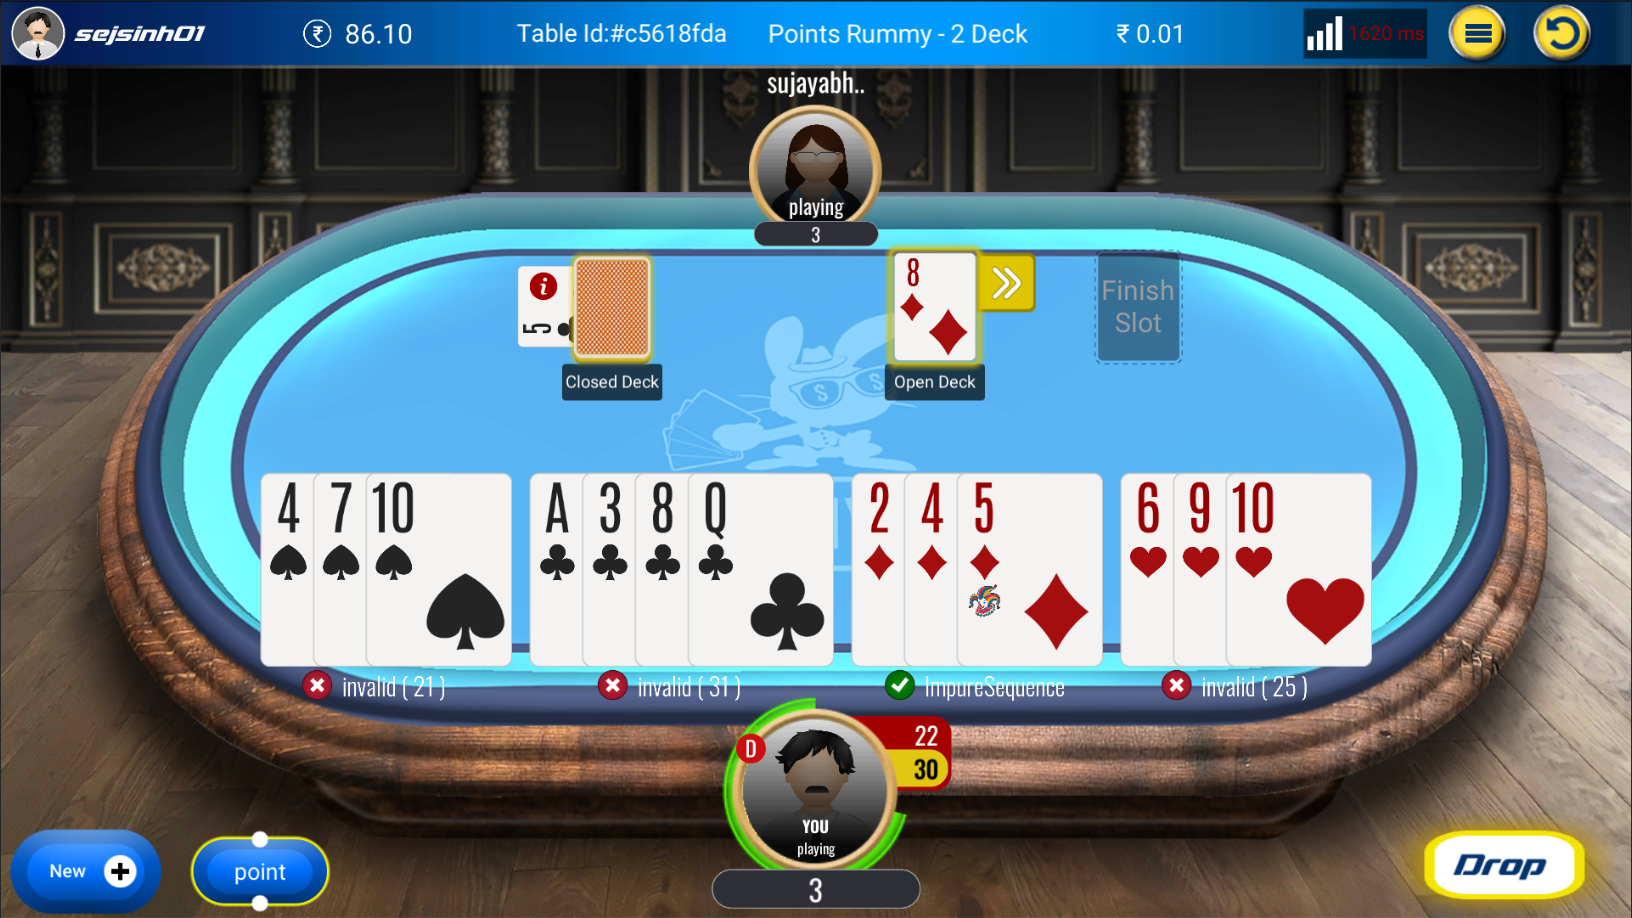 sejsinh01
₹ 86.10
Table Id:#c5618fda
Points Rummy - 2 Deck
₹ 0.01
1620 ms
sujayabh..
playing
3
i
5
Closed Deck
8
Open Deck
Finish
Slot
4 7 10
A 3 8 Q
2 4 5
6 9 10
invalid ( 21 )
invalid ( 31 )
ImpureSequence
invalid ( 25 )
D
22
30
YOU
playing
3
New
point
Drop